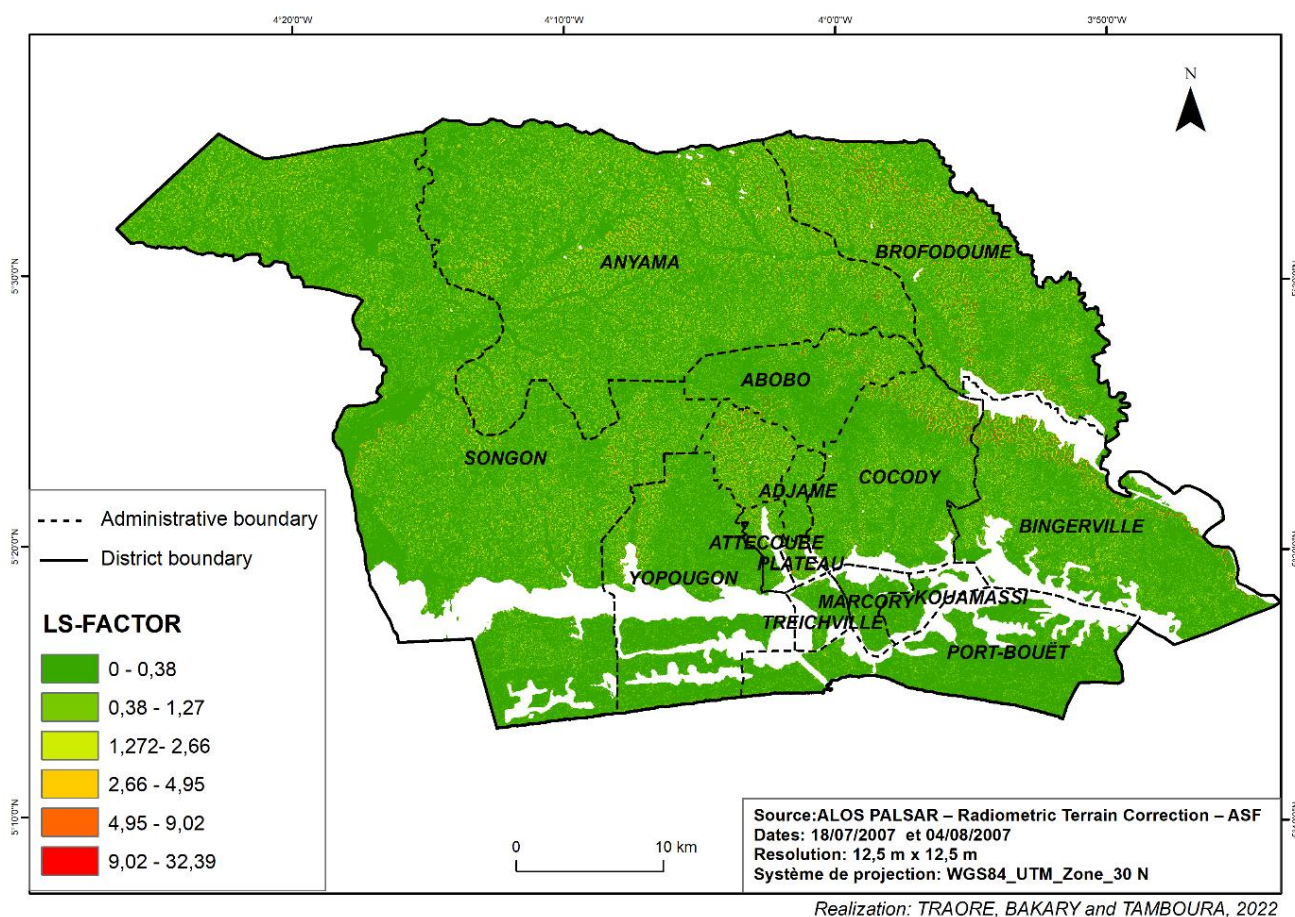 4°20'0"W
4°10'0"W
4°0'0"W
3°50'0"W
N
5°30'0"N
5°20'0"N
5°10'0"N
ANYAMA
BROFODOUME
ABOBO
SONGON
COCODY
ADJAME
BINGERVILLE
ATTECOUBE
PLATEAU
YOPOUGON
MARCORY
KOUAMASSI
TREICHVILLE
PORT-BOUËT
Administrative boundary
District boundary
LS-FACTOR
0 - 0,38
0,38 - 1,27
1,272- 2,66
2,66 - 4,95
4,95 - 9,02
9,02 - 32,39
0 10 km
Source:ALOS PALSAR – Radiometric Terrain Correction – ASF
Dates: 18/07/2007 et 04/08/2007
Resolution: 12,5 m x 12,5 m
Système de projection: WGS84_UTM_Zone_30 N
Realization: TRAORE, BAKARY and TAMBOURA, 2022